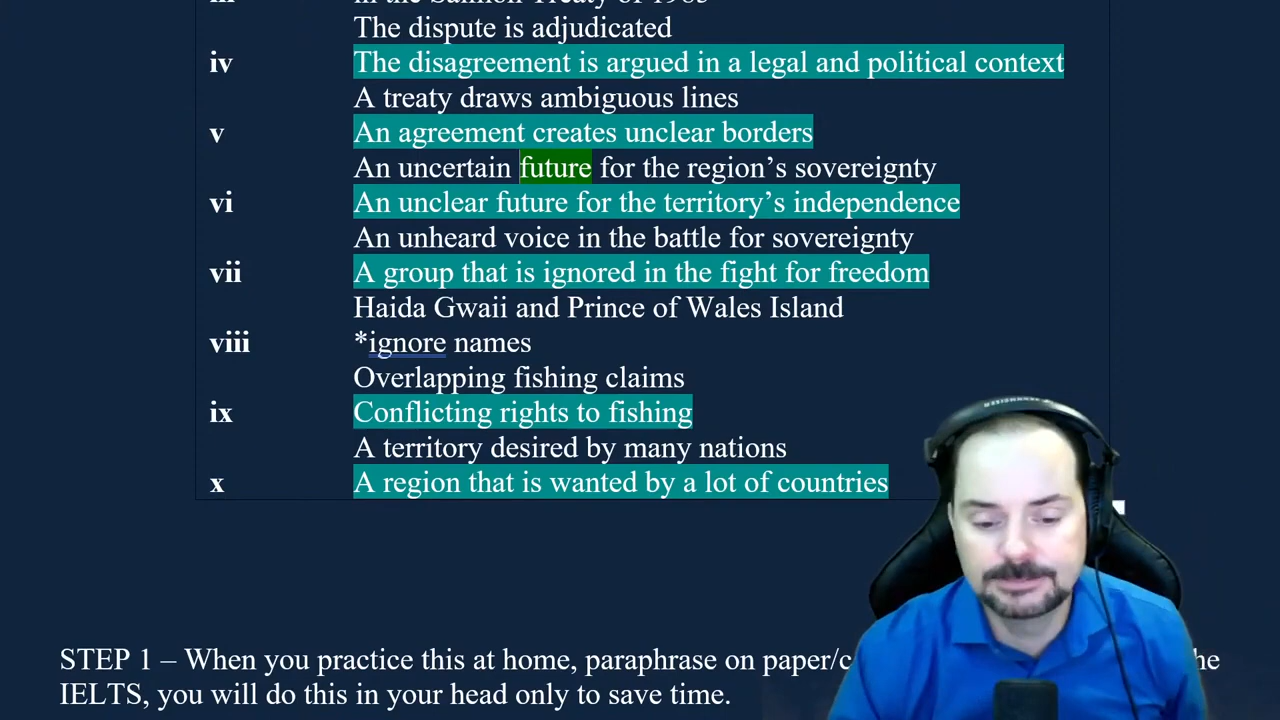 The dispute is adjudicated
iv The disagreement is argued in a legal and political context
A treaty draws ambiguous lines
v An agreement creates unclear borders
An uncertain future for the region’s sovereignty
vi An unclear future for the territory’s independence
An unheard voice in the battle for sovereignty
vii A group that is ignored in the fight for freedom
Haida Gwaii and Prince of Wales Island
viii *ignore names
Overlapping fishing claims
ix Conflicting rights to fishing
A territory desired by many nations
x A region that is wanted by a lot of countries
STEP 1 – When you practice this at home, paraphrase on paper/
IELTS, you will do this in your head only to save time.